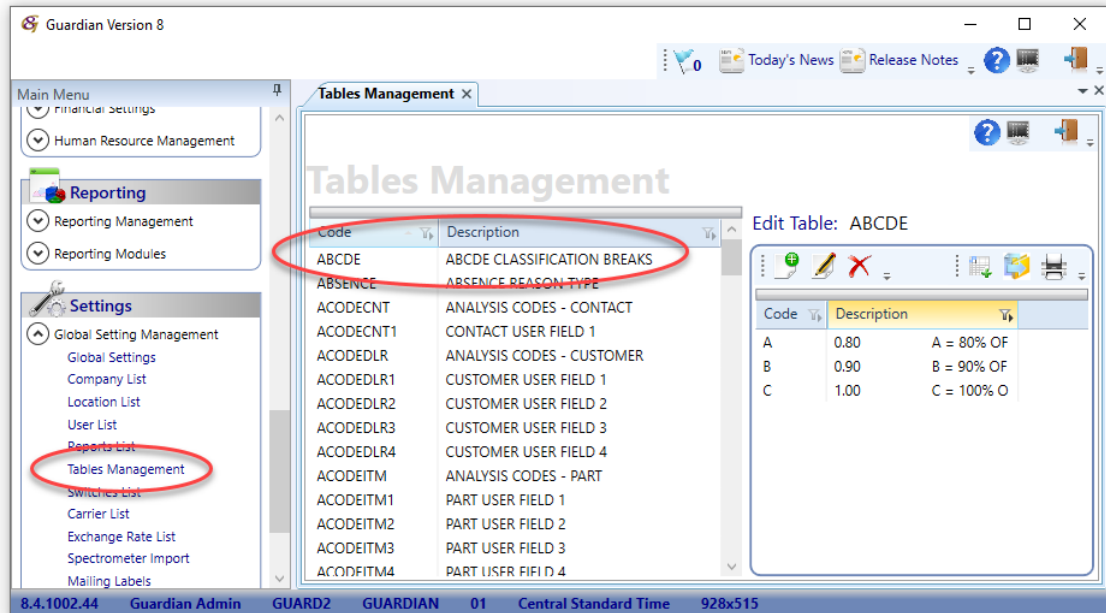 Guardian Version 8
0 Today's News Release Notes
Main Menu
Financial Settings
Human Resource Management
Reporting
Reporting Management
Reporting Modules
Settings
Global Setting Management
Global Settings
Company List
Location List
User List
Reports List
Tables Management
Switches List
Carrier List
Exchange Rate List
Spectrometer Import
Mailing Labels
Tables Management
Tables Management
Code Description
ABCDE ABCDE CLASSIFICATION BREAKS
ABSENCE ABSENCE REASON TYPE
ACODECNT ANALYSIS CODES - CONTACT
ACODECNT1 CONTACT USER FIELD 1
ACODEDLR ANALYSIS CODES - CUSTOMER
ACODEDLR1 CUSTOMER USER FIELD 1
ACODEDLR2 CUSTOMER USER FIELD 2
ACODEDLR3 CUSTOMER USER FIELD 3
ACODEDLR4 CUSTOMER USER FIELD 4
ACODEITM ANALYSIS CODES - PART
ACODEITM1 PART USER FIELD 1
ACODEITM2 PART USER FIELD 2
ACODEITM3 PART USER FIELD 3
ACODEITM4 PART USER FIELD 4
Edit Table: ABCDE
Code Description
A 0.80 A = 80% OF
B 0.90 B = 90% OF
C 1.00 C = 100% O
8.4.1002.44 Guardian Admin GUARD2 GUARDIAN 01 Central Standard Time 928x515